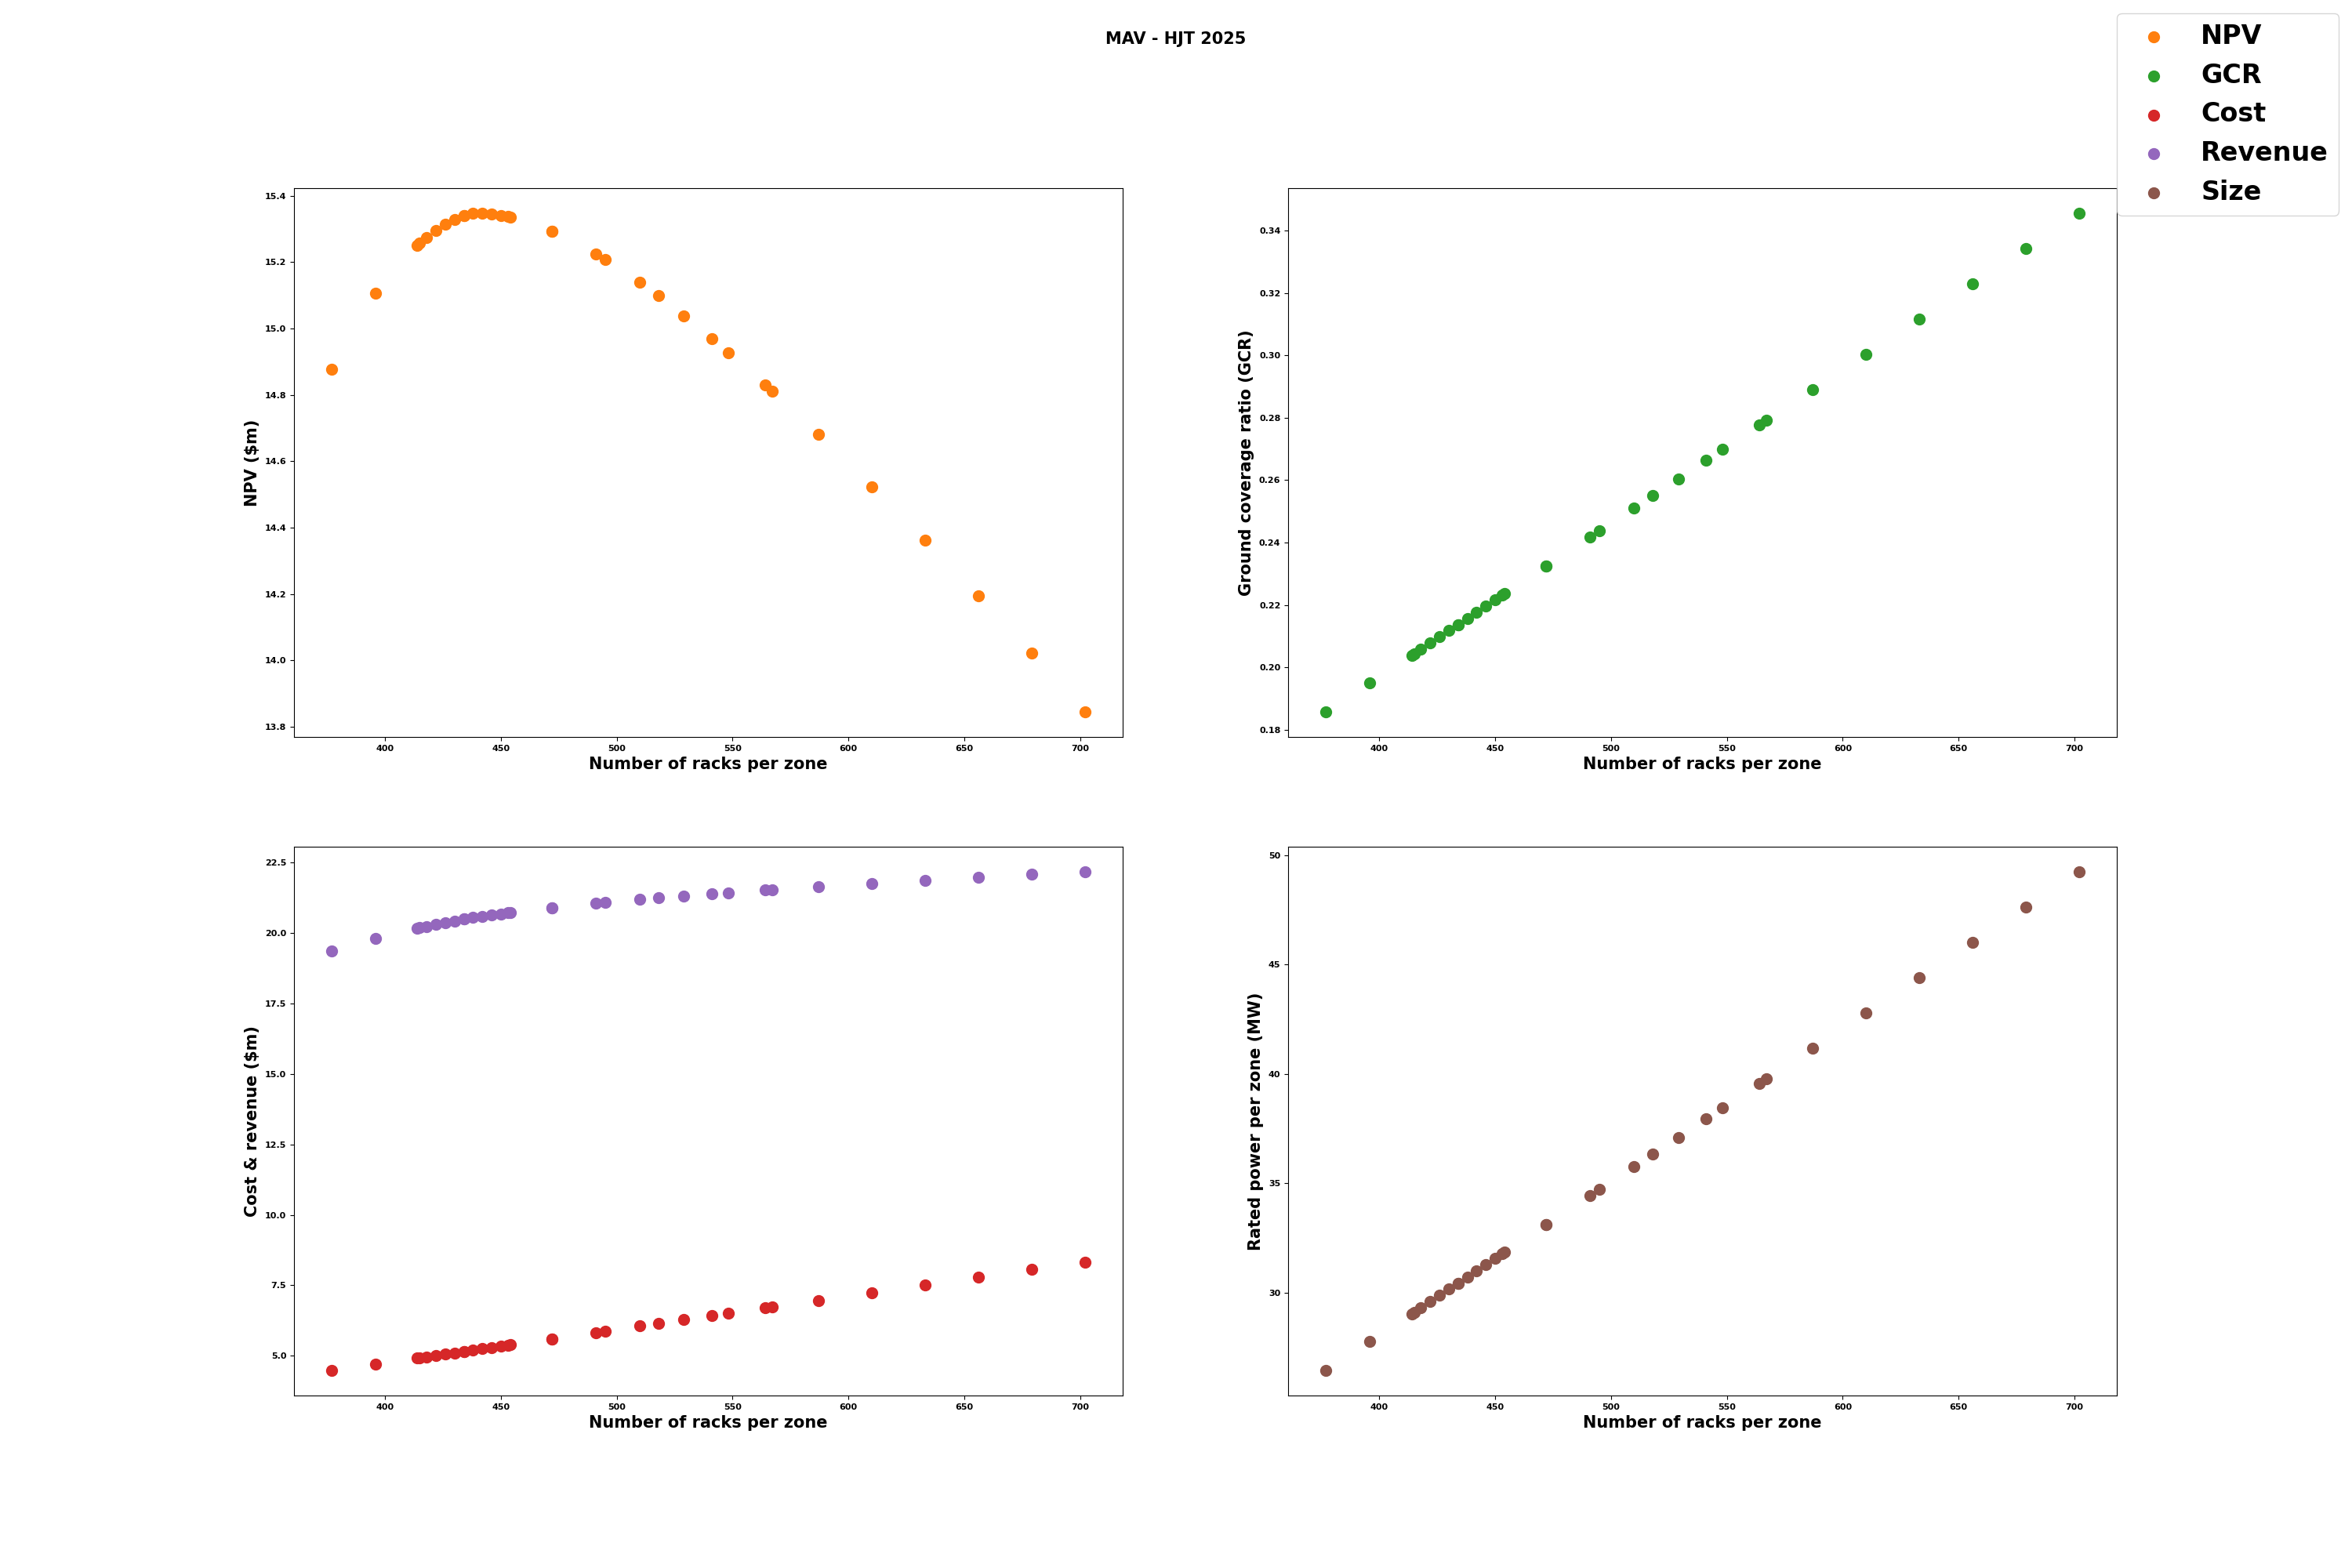 MAV - HJT 2025
NPV
GCR
Cost
Revenue
Size
15.4
15.2
15.0
14.8
14.6
14.4
14.2
14.0
13.8
NPV ($m)
400 450 500 550 600 650 700
Number of racks per zone
0.34
0.32
0.30
0.28
0.26
0.24
0.22
0.20
0.18
Ground coverage ratio (GCR)
400 450 500 550 600 650 700
Number of racks per zone
22.5
20.0
17.5
15.0
12.5
10.0
7.5
5.0
Cost & revenue ($m)
400 450 500 550 600 650 700
Number of racks per zone
50
45
40
35
30
Rated power per zone (MW)
400 450 500 550 600 650 700
Number of racks per zone